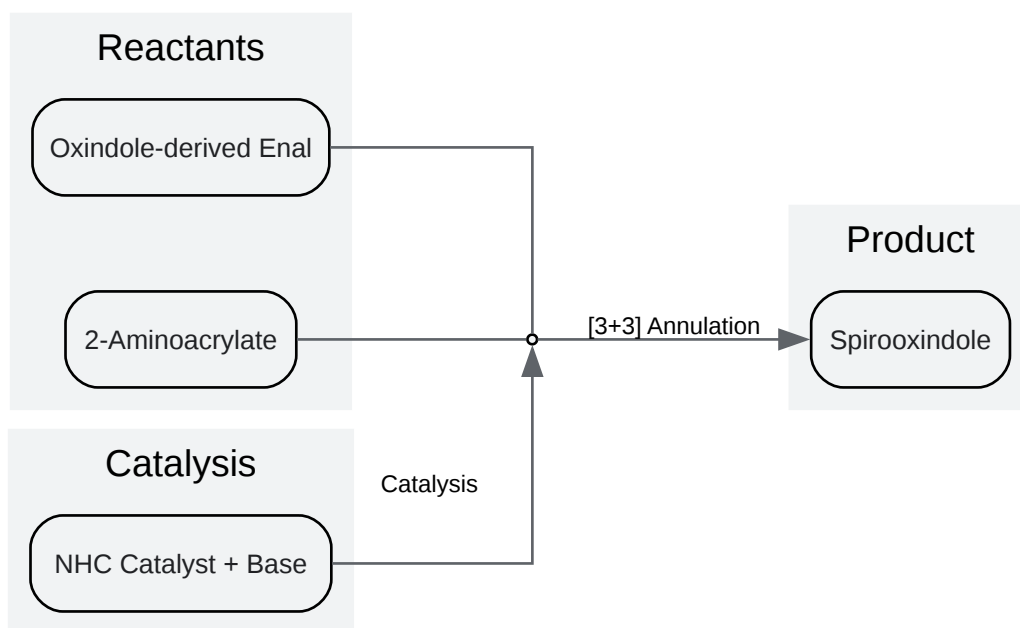 Reactants
Oxindole-derived Enal
2-Aminoacrylate
Catalysis
NHC Catalyst + Base
Catalysis
[3+3] Annulation
Product
Spirooxindole